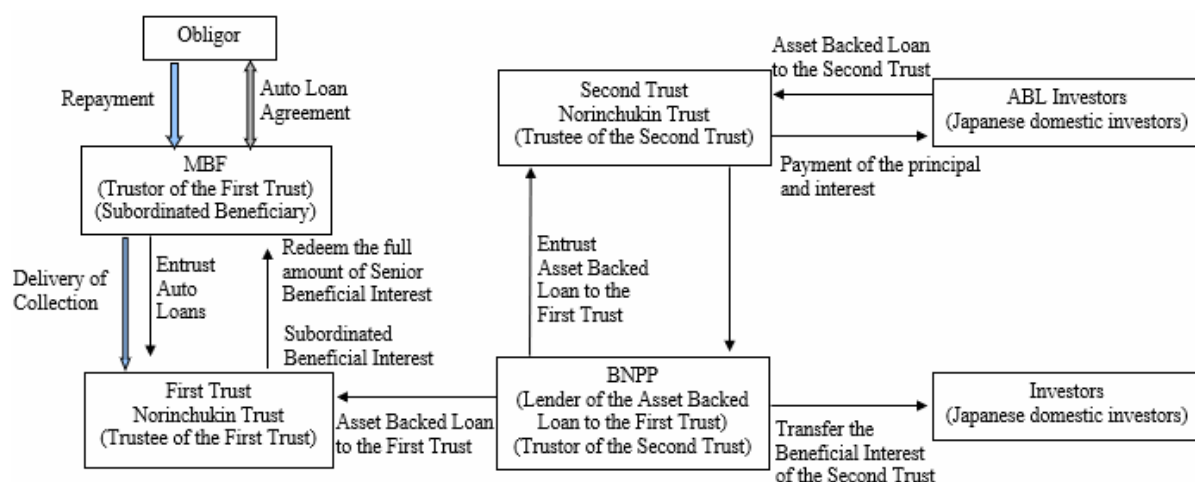 Obligor
Repayment
Auto Loan
Agreement
MBF
(Trustor of the First Trust)
(Subordinated Beneficiary)
Delivery of
Collection
Entrust
Auto
Loans
Redeem the full
amount of Senior
Beneficial Interest
Subordinated
Beneficial Interest
First Trust
Norinchukin Trust
(Trustee of the First Trust)
Asset Backed Loan
to the First Trust
Second Trust
Norinchukin Trust
(Trustee of the Second Trust)
Asset Backed Loan
to the Second Trust
ABL Investors
(Japanese domestic investors)
Payment of the principal
and interest
Entrust
Asset Backed
Loan to the
First Trust
BNPP
(Lender of the Asset Backed
Loan to the First Trust)
(Trustor of the Second Trust)
Transfer the
Beneficial Interest
of the Second Trust
Investors
(Japanese domestic investors)